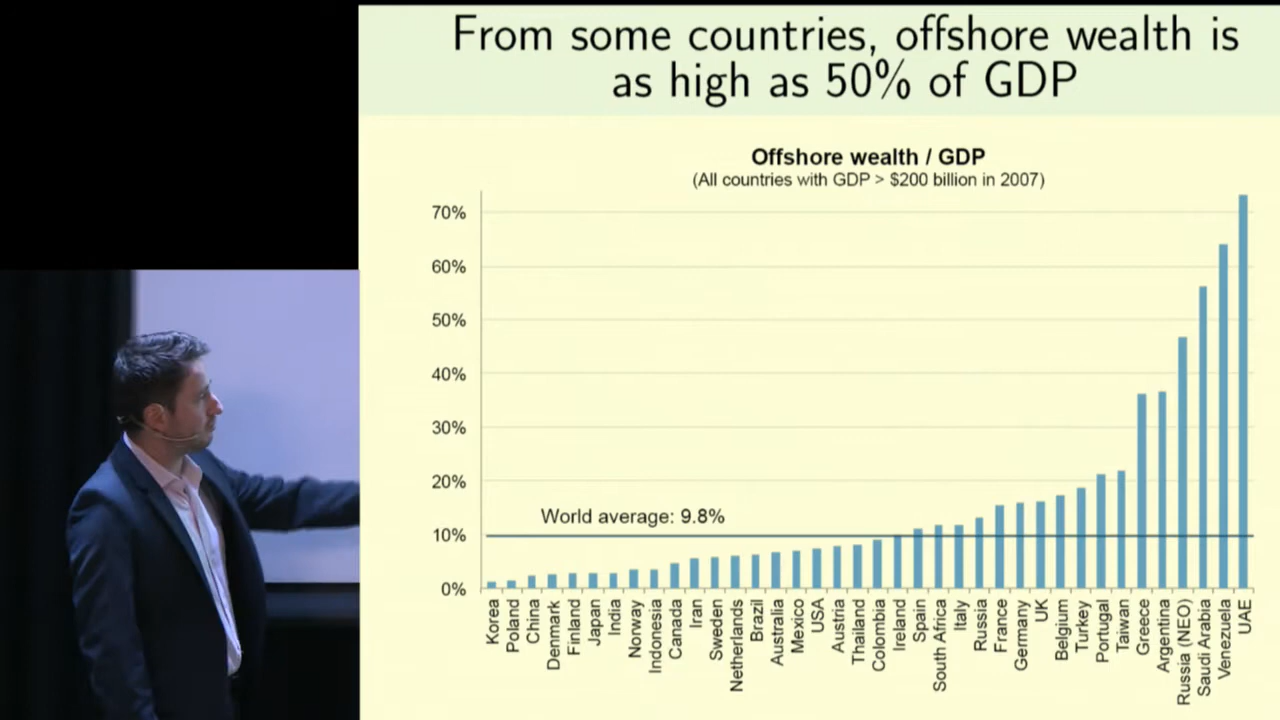 From some countries, offshore wealth is
as high as 50% of GDP
Offshore wealth / GDP
(All countries with GDP > $200 billion in 2007)
70%
60%
50%
40%
30%
20%
10%
0%
World average: 9.8%
Korea
Poland
China
Denmark
Finland
Japan
India
Norway
Indonesia
Canada
Iran
Sweden
Netherlands
Brazil
Australia
Mexico
USA
Austria
Thailand
Colombia
Ireland
Spain
South Africa
Italy
Russia
France
Germany
UK
Belgium
Turkey
Portugal
Taiwan
Greece
Argentina
Russia (NEO)
Saudi Arabia
Venezuela
UAE